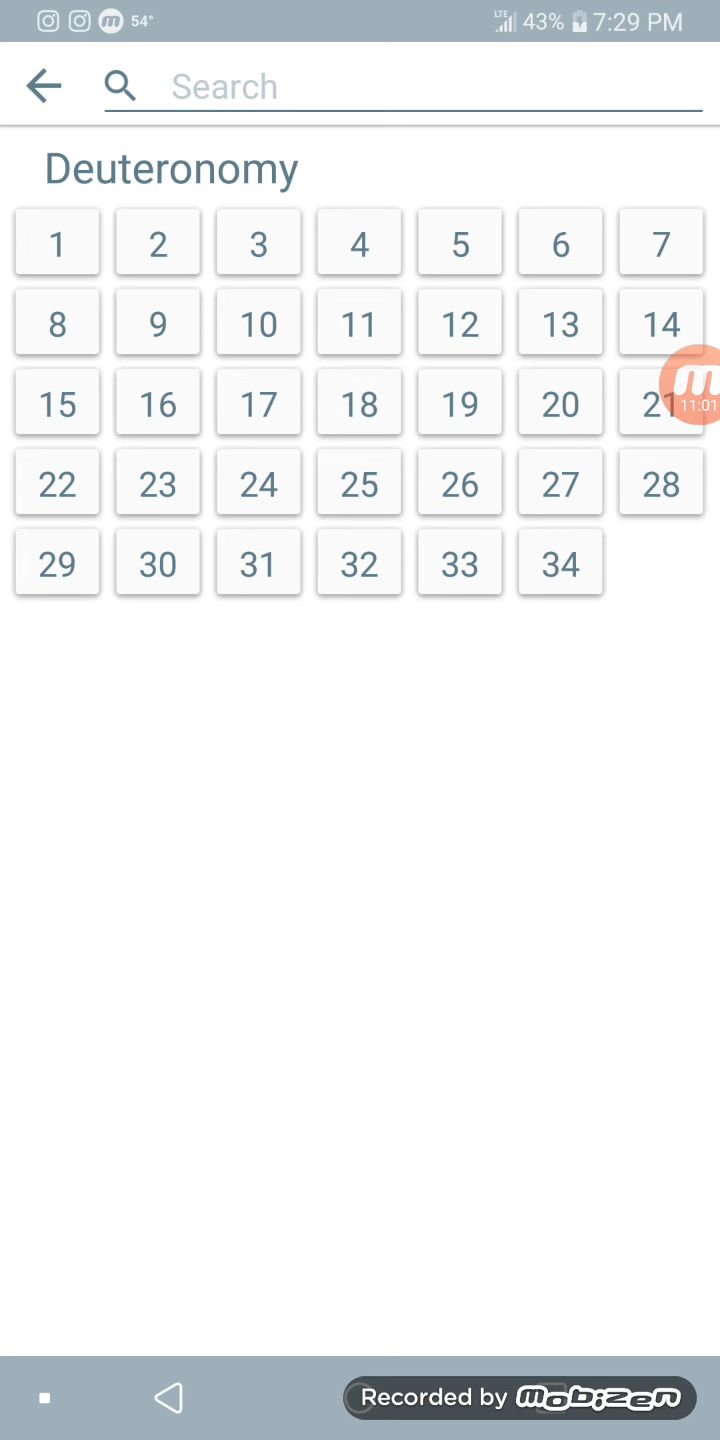 54° LTE 43% 7:29 PM
Search
Deuteronomy
1 2 3 4 5 6 7
8 9 10 11 12 13 14
15 16 17 18 19 20 21
m 11:01
22 23 24 25 26 27 28
29 30 31 32 33 34
Recorded by mobizen